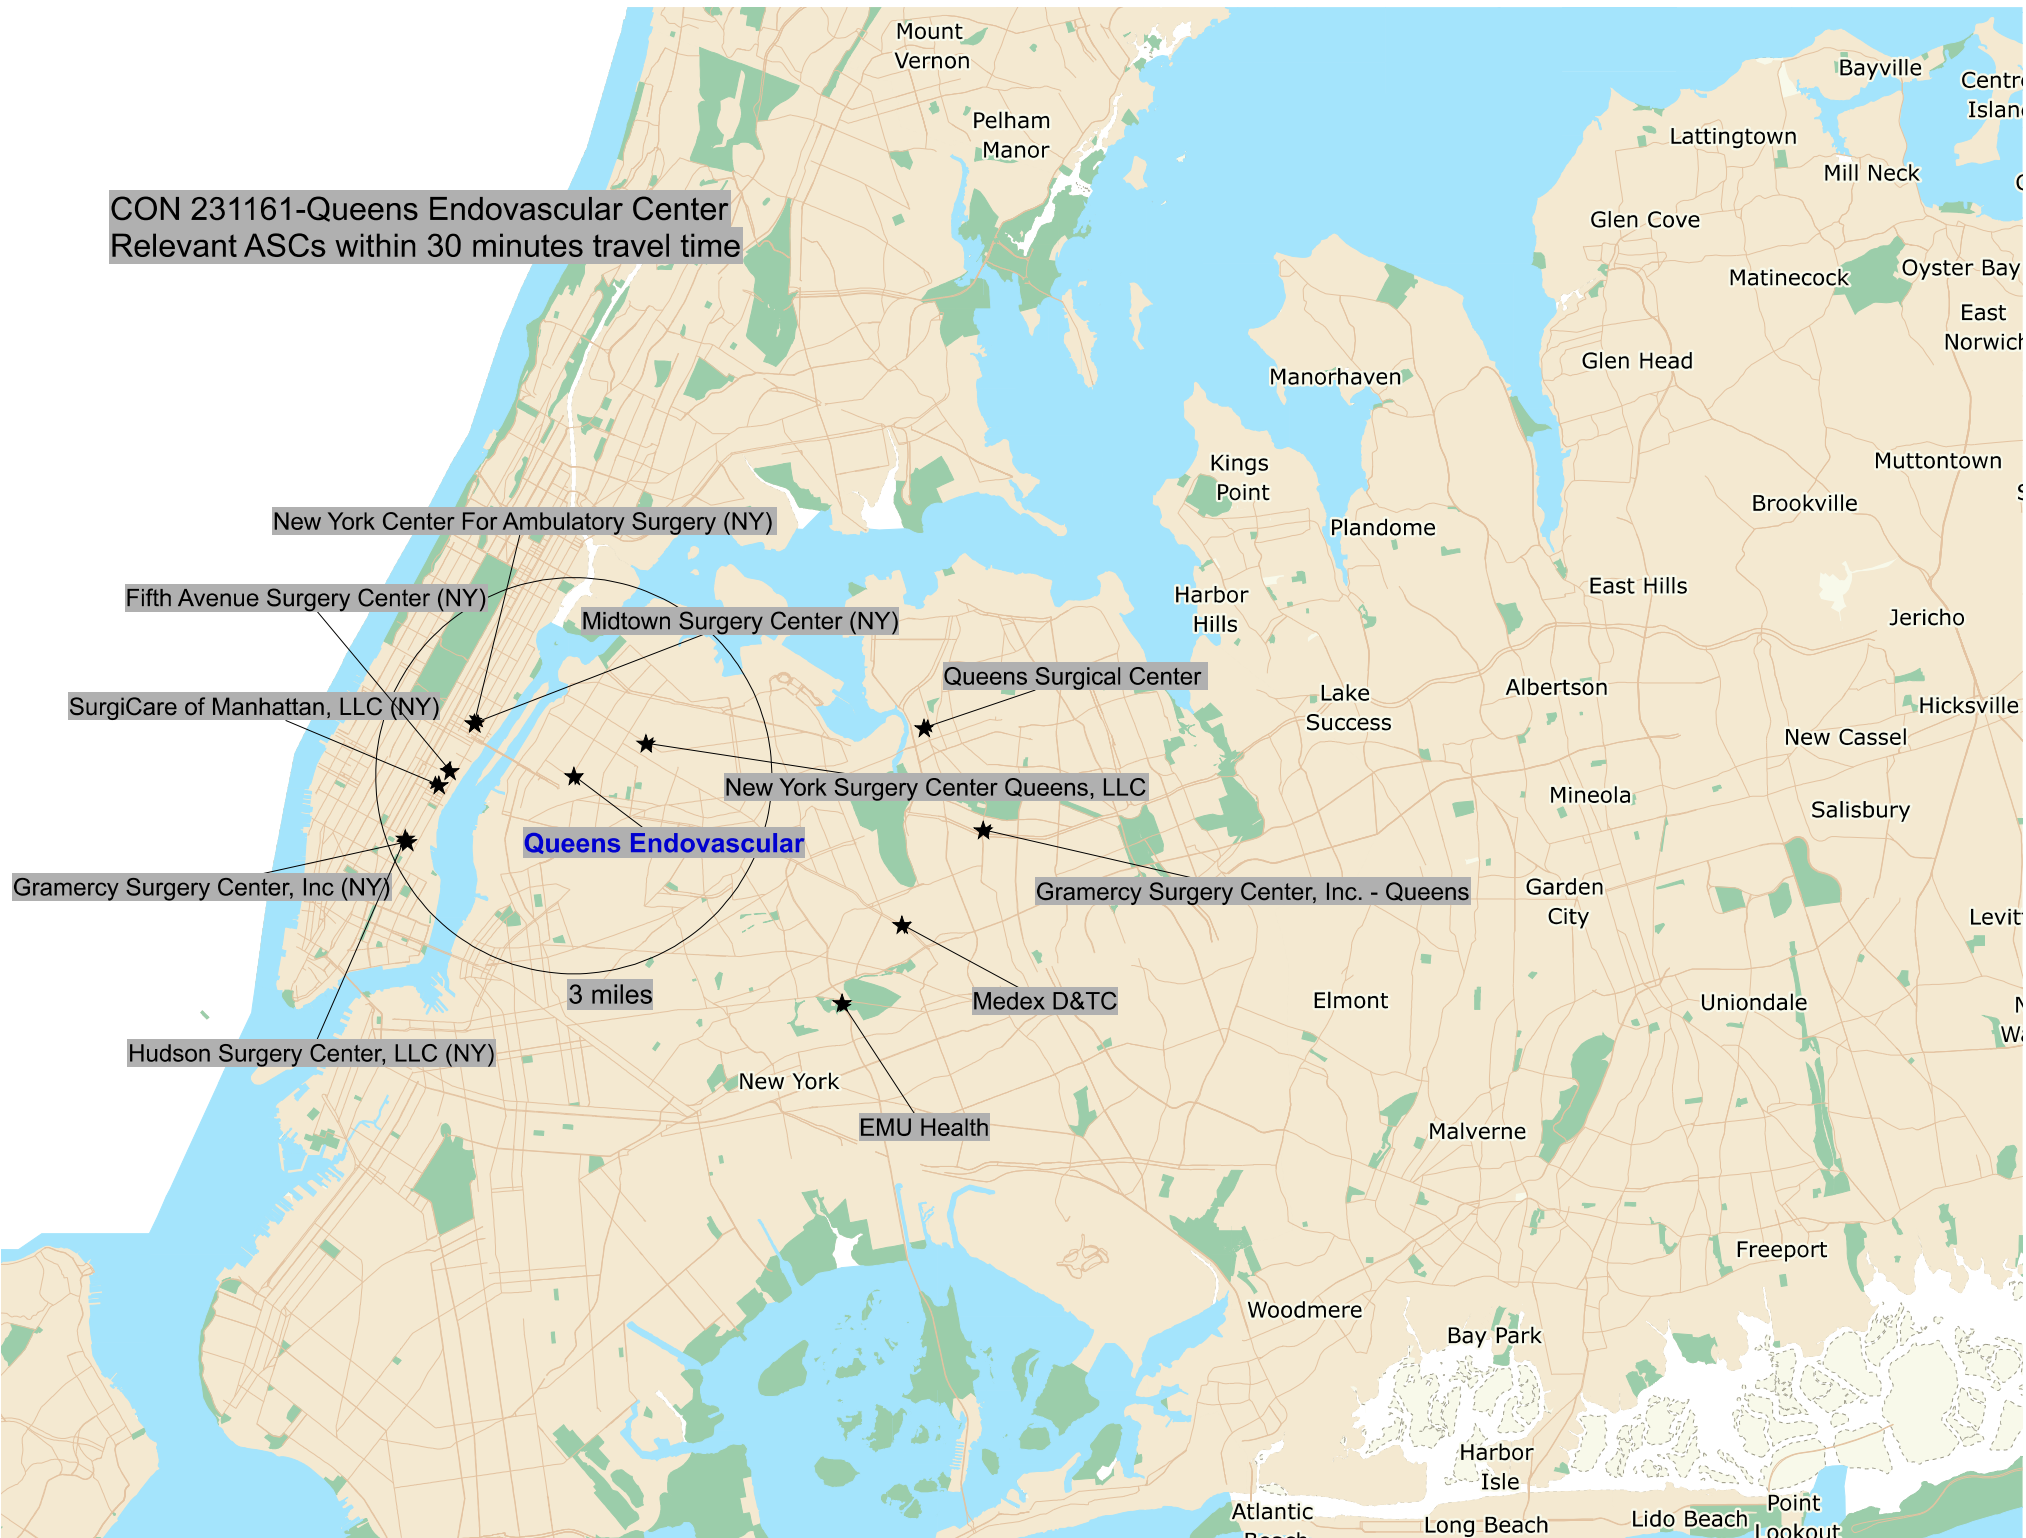 Mount
Vernon
Bayville
Pelham
Manor
Lattingtown
Mill Neck
CON 231161-Queens Endovascular Center
Relevant ASCs within 30 minutes travel time
Glen Cove
Matinecock
Oyster Bay
East
Glen Head
Manorhaven
Kings
Point
Muttontown
Brookville
New York Center For Ambulatory Surgery (NY)
Plandome
Fifth Avenue Surgery Center (NY)
Harbor
Hills
East Hills
Midtown Surgery Center (NY)
Jericho
Queens Surgical Center
SurgiCare of Manhattan, LLC (NY)
Lake
Success
Albertson
Hicksville
New Cassel
New York Surgery Center Queens, LLC
Mineola
Salisbury
Queens Endovascular
Gramercy Surgery Center, Inc (NY)
Gramercy Surgery Center, Inc. - Queens
Garden
City
3 miles
Medex D&TC
Elmont
Uniondale
Hudson Surgery Center, LLC (NY)
New York
EMU Health
Malverne
Freeport
Woodmere
Bay Park
Harbor
Isle
Atlantic
Long Beach
Lido Beach
Point
Lookout